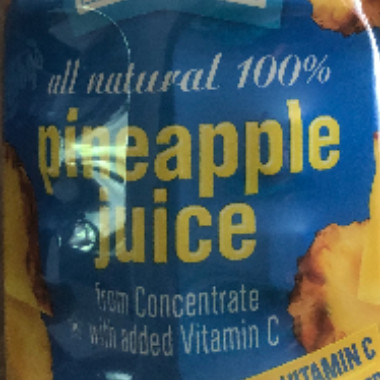 all natural 100%
pineapple
juice
from Concentrate
with added Vitamin C
VITAMIN C